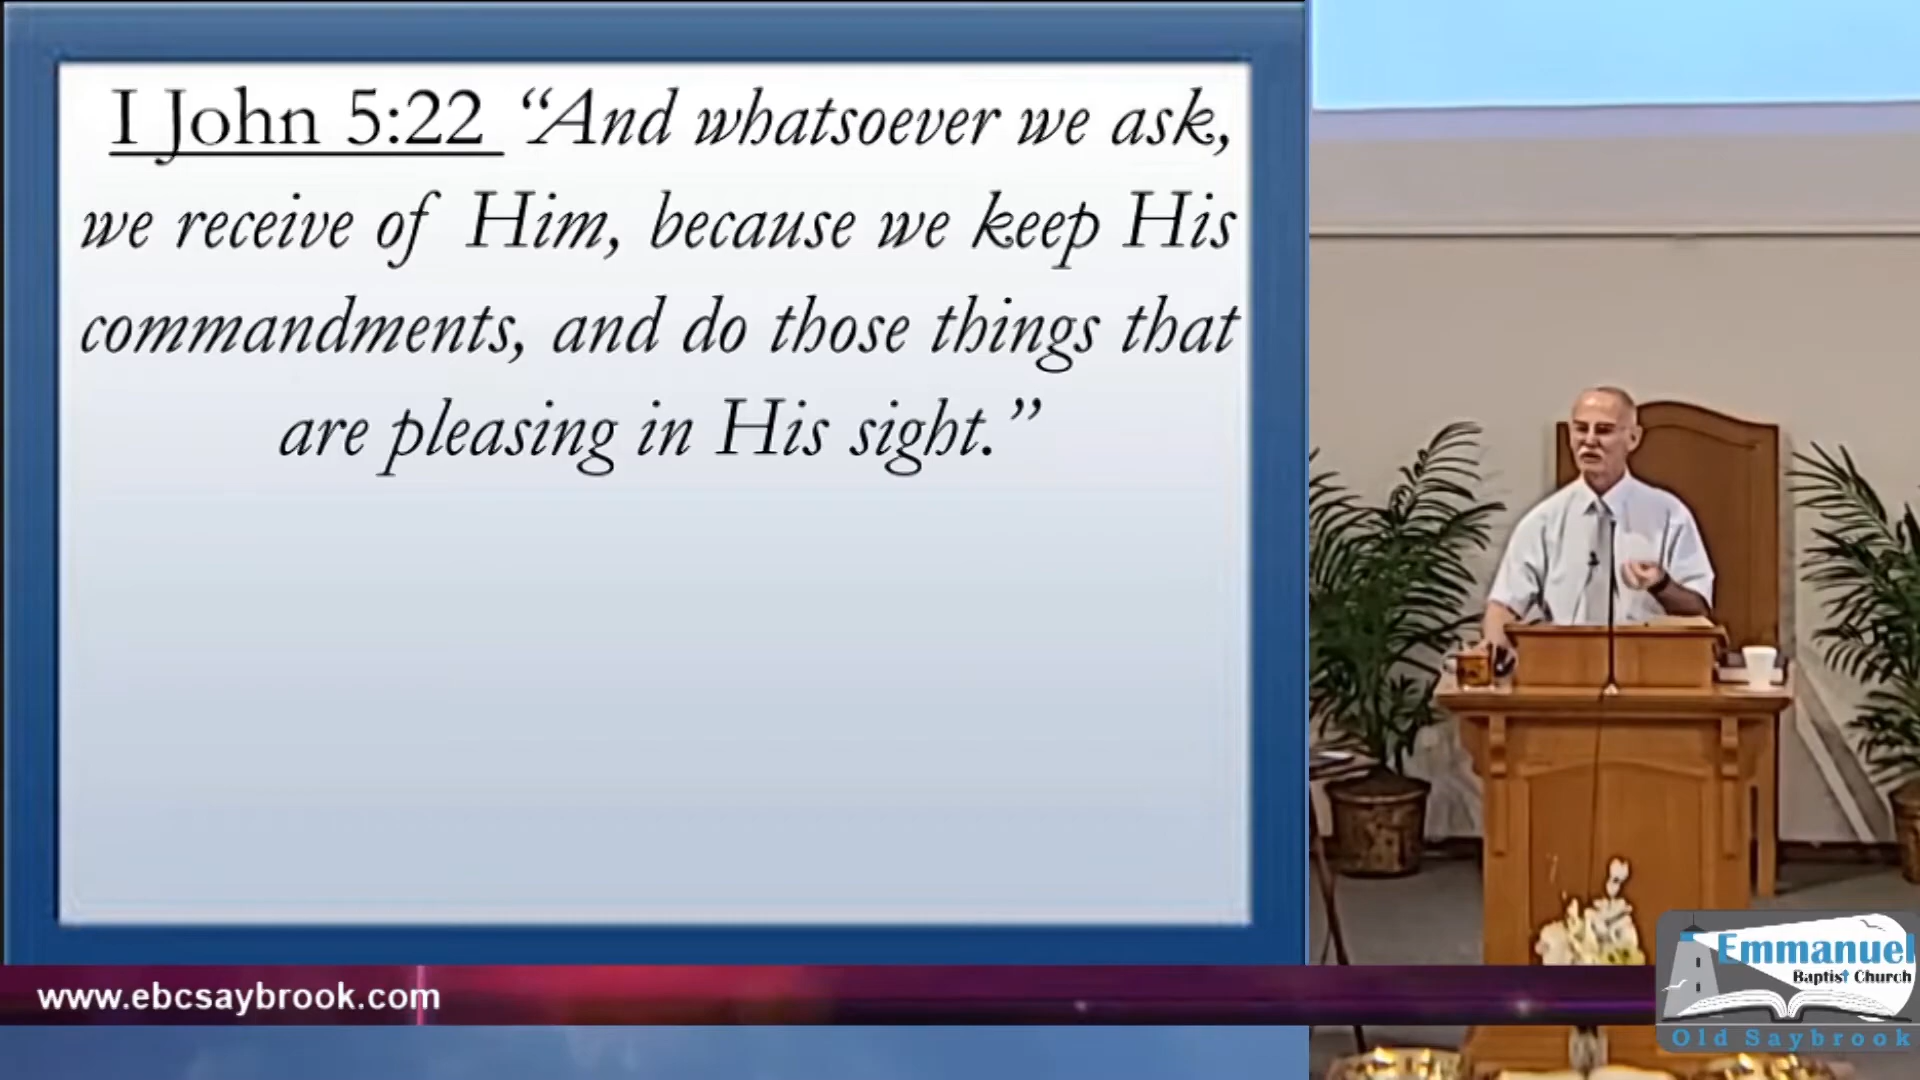 I John 5:22 “And whatsoever we ask,
we receive of Him, because we keep His
commandments, and do those things that
are pleasing in His sight.”
www.ebcsaybrook.com
Emmanuel
Baptist Church
Old Saybrook